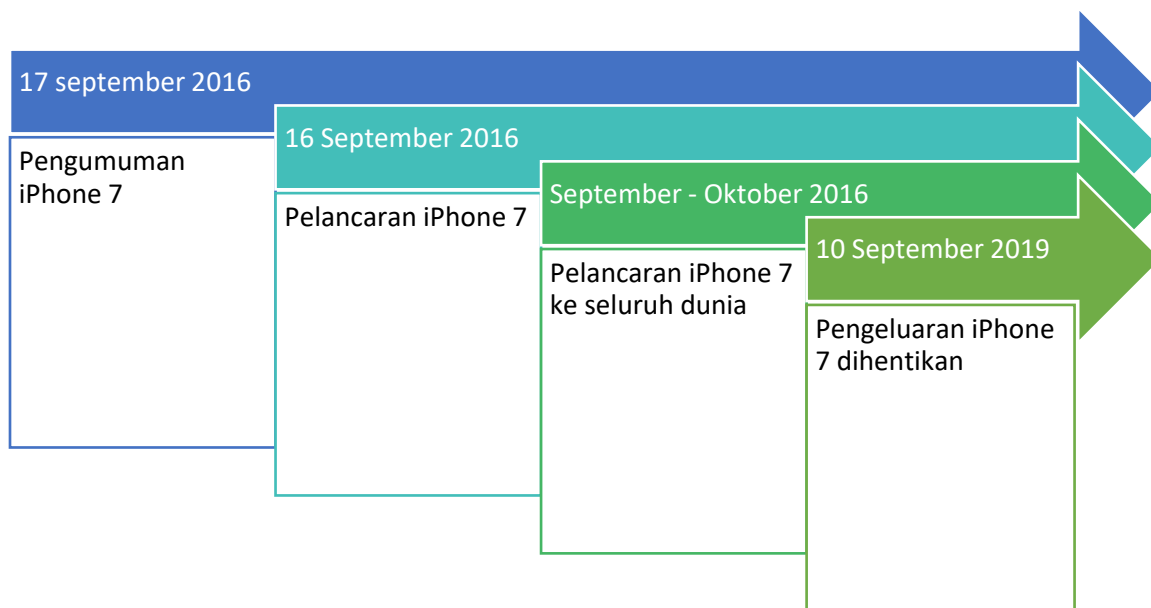 17 september 2016
Pengumuman
iPhone 7
16 September 2016
Pelancaran iPhone 7
September - Oktober 2016
Pelancaran iPhone 7
ke seluruh dunia
10 September 2019
Pengeluaran iPhone
7 dihentikan